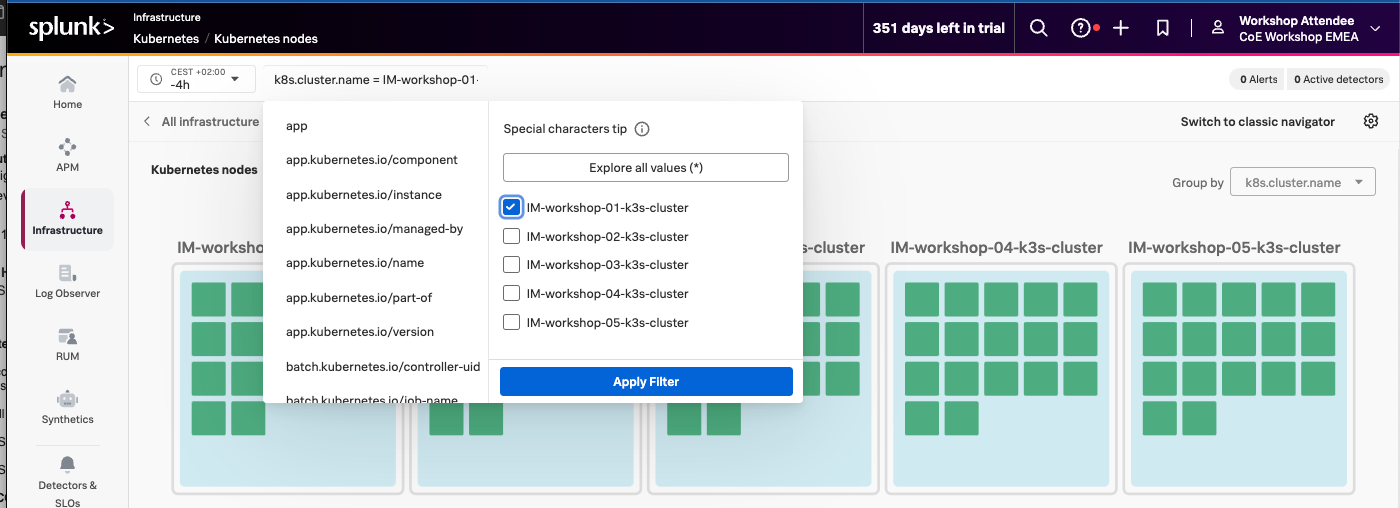 splunk>
Infrastructure
Kubernetes / Kubernetes nodes
351 days left in trial
Workshop Attendee
CoE Workshop EMEA
Home
APM
Infrastructure
Log Observer
RUM
Synthetics
Detectors &
SLOs
CEST +02:00
-4h
k8s.cluster.name = IM-workshop-01-
0 Alerts
0 Active detectors
All infrastructure
Switch to classic navigator
Kubernetes nodes
Group by
k8s.cluster.name
app
app.kubernetes.io/component
app.kubernetes.io/instance
app.kubernetes.io/managed-by
app.kubernetes.io/name
app.kubernetes.io/part-of
app.kubernetes.io/version
batch.kubernetes.io/controller-uid
batch.kubernetes.io/job-name
Special characters tip
Explore all values (*)
IM-workshop-01-k3s-cluster
IM-workshop-02-k3s-cluster
IM-workshop-03-k3s-cluster
IM-workshop-04-k3s-cluster
IM-workshop-05-k3s-cluster
Apply Filter
IM-worksho
s-cluster
IM-workshop-04-k3s-cluster
IM-workshop-05-k3s-cluster